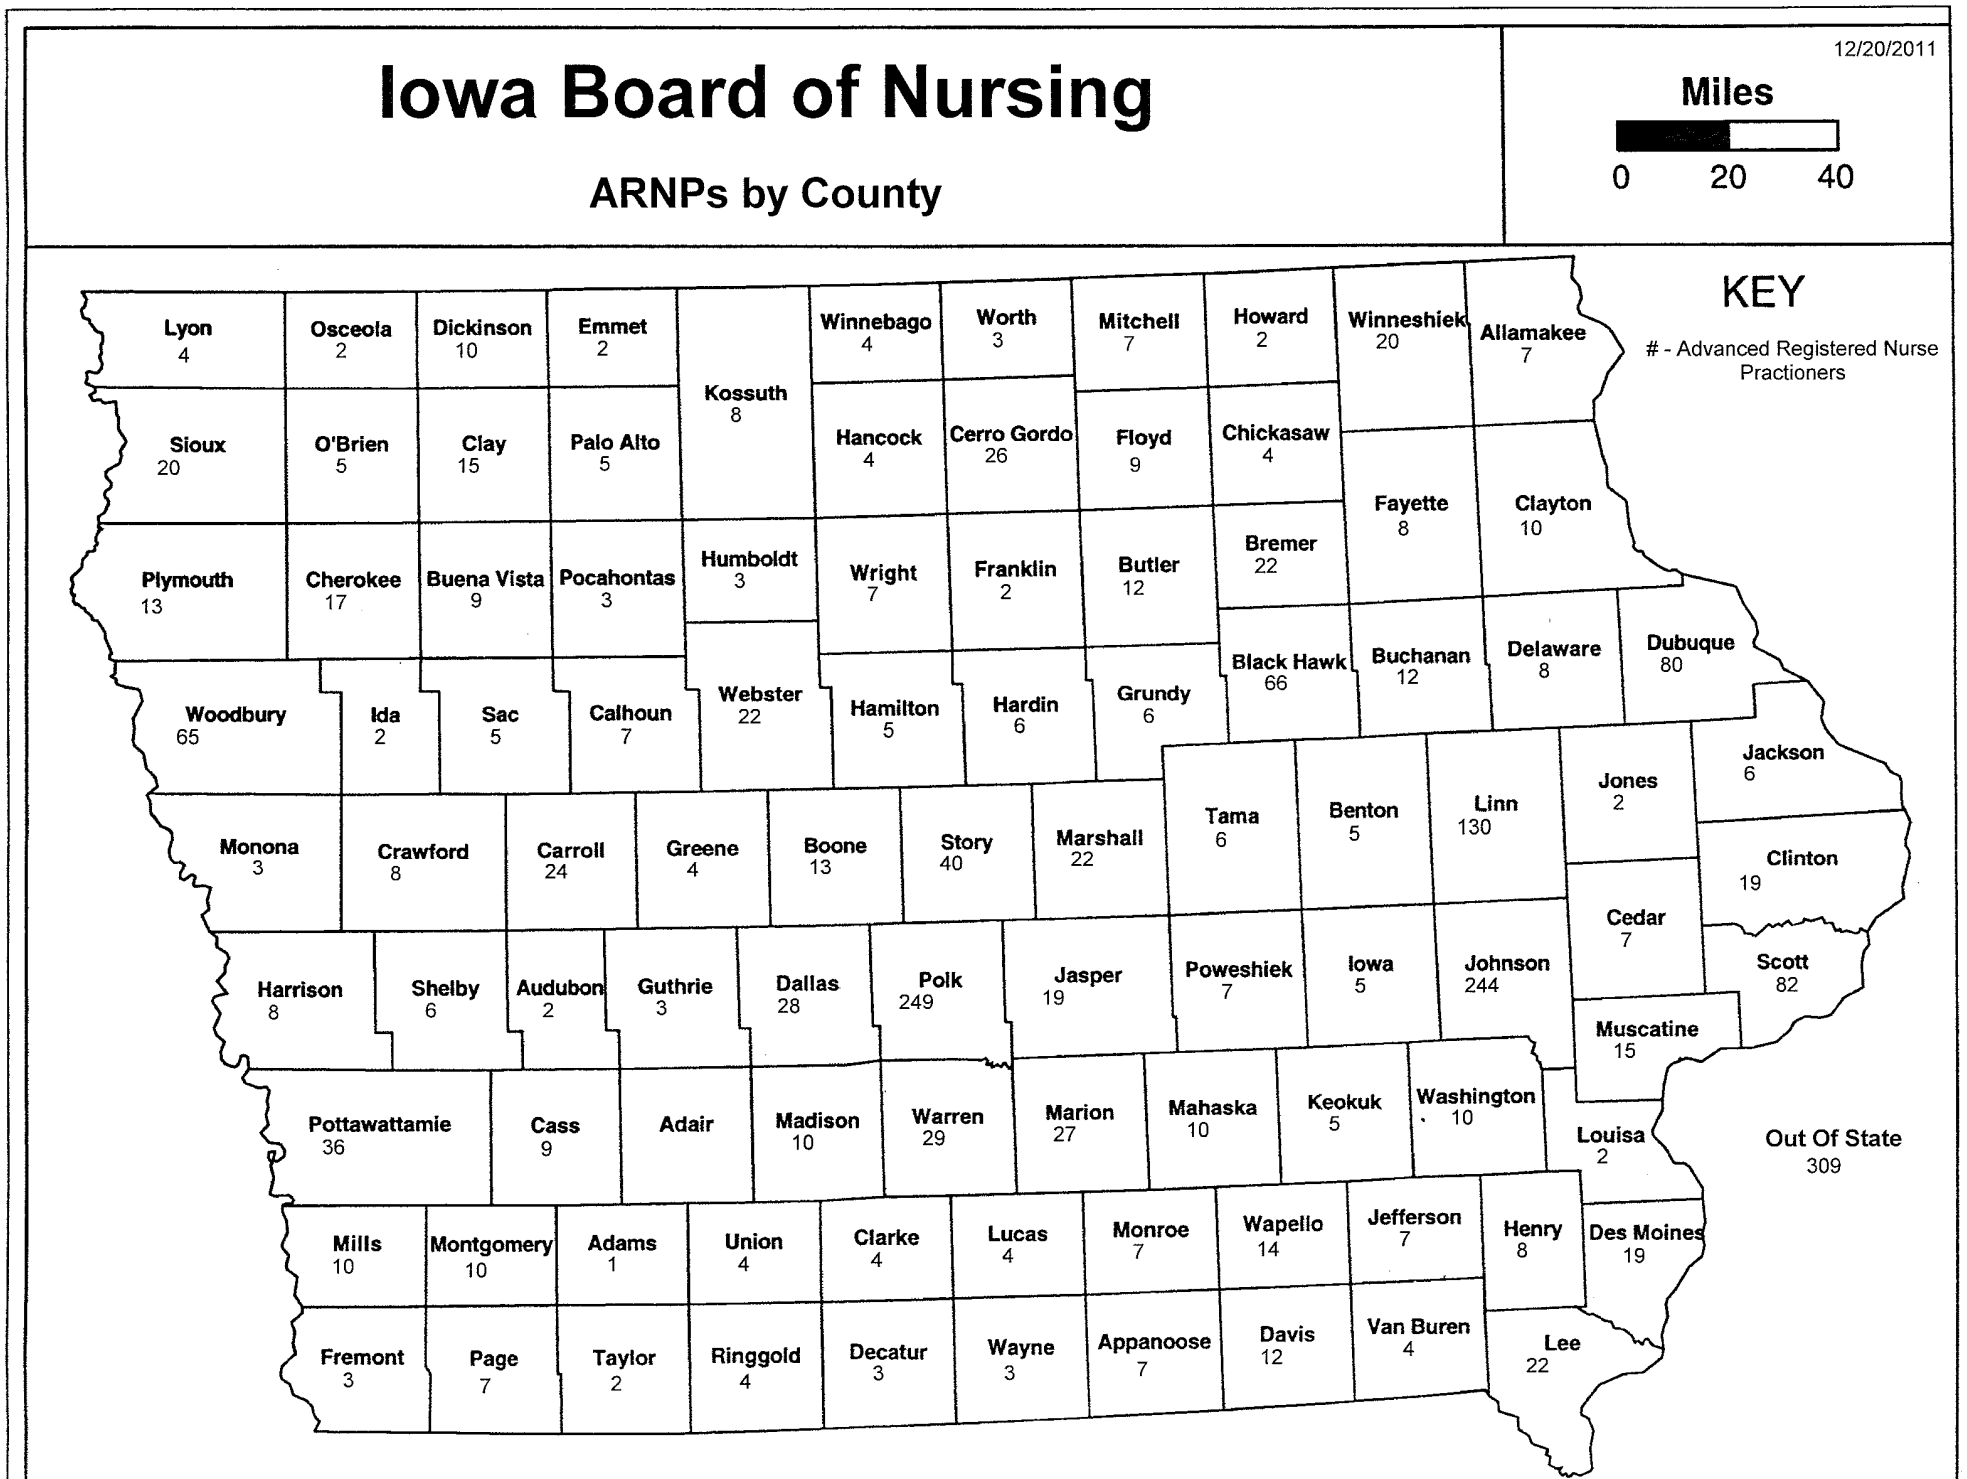 12/20/2011
Iowa Board of Nursing
ARNPs by County
Miles
0 20 40
KEY
# - Advanced Registered Nurse
Practioners
Lyon
4
Osceola
2
Dickinson
10
Emmet
2
Kossuth
8
Winnebago
4
Worth
3
Mitchell
7
Howard
2
Winneshiek
20
Allamakee
7
Sioux
20
O'Brien
5
Clay
15
Palo Alto
5
Hancock
4
Cerro Gordo
26
Floyd
9
Chickasaw
4
Fayette
8
Clayton
10
Plymouth
13
Cherokee
17
Buena Vista
9
Pocahontas
3
Humboldt
3
Wright
7
Franklin
2
Butler
12
Bremer
22
Woodbury
65
Ida
2
Sac
5
Calhoun
7
Webster
22
Hamilton
5
Hardin
6
Grundy
6
Black Hawk
66
Buchanan
12
Delaware
8
Dubuque
80
Monona
3
Crawford
8
Carroll
24
Greene
4
Boone
13
Story
40
Marshall
22
Tama
6
Benton
5
Linn
130
Jones
2
Jackson
6
Clinton
19
Harrison
8
Shelby
6
Audubon
2
Guthrie
3
Dallas
28
Polk
249
Jasper
19
Poweshiek
7
Iowa
5
Johnson
244
Cedar
7
Scott
82
Muscatine
15
Pottawattamie
36
Cass
9
Adair
Madison
10
Warren
29
Marion
27
Mahaska
10
Keokuk
5
Washington
10
Louisa
2
Out Of State
309
Mills
10
Montgomery
10
Adams
1
Union
4
Clarke
4
Lucas
4
Monroe
7
Wapello
14
Jefferson
7
Henry
8
Des Moines
19
Fremont
3
Page
7
Taylor
2
Ringgold
4
Decatur
3
Wayne
3
Appanoose
7
Davis
12
Van Buren
4
Lee
22